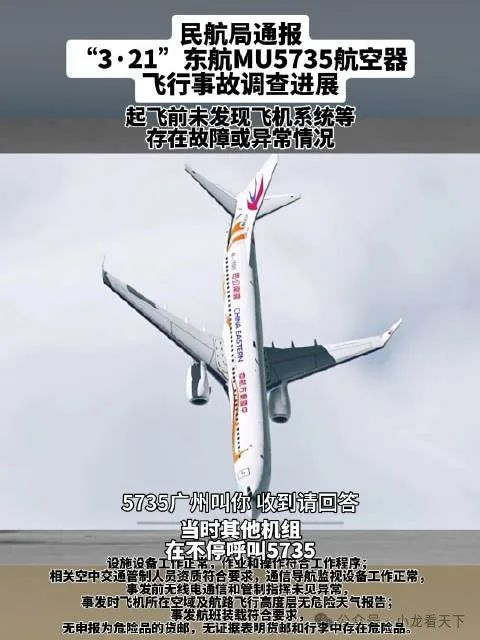 民航局通报
“3·21”东航MU5735航空器
飞行事故调查进展
起飞前未发现飞机系统等
存在故障或异常情况
CHINA EASTERN
5735广州叫你 收到请回答
当时其他机组
在不停呼叫5735
设施设备工作正常,作业和操作符合工作程序;
相关空中交通管制人员资质符合要求,通信导航监视设备工作正常,
事发前无线电通信和管制指挥未见异常,
事发时飞机所在空域及航路飞行高度层无危险天气报告;
事发航班装载符合要求,
无申报为危险品的货邮,无证据表明货邮和行李中存在危险品。
公众号·小龙看天下